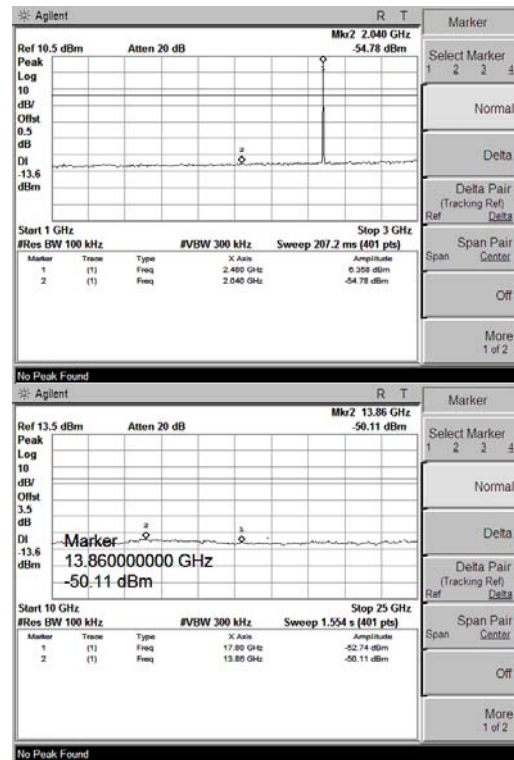 Agilent R T
Mkr2 2.040 GHz
Ref 10.5 dBm Atten 20 dB -54.78 dBm
Peak
Log
10
dB/
Offst
0.5
dB
DI
-13.6
dBm
1
2
Start 1 GHz Stop 3 GHz
#Res BW 100 kHz #VBW 300 kHz Sweep 207.2 ms (401 pts)
Marker Trace Type X Axis Amplitude
1 (1) Freq 2.480 GHz 6.358 dBm
2 (1) Freq 2.040 GHz -54.78 dBm
No Peak Found
Marker
Select Marker
1 2 3 4
Normal
Delta
Delta Pair
(Tracking Ref)
Ref Delta
Span Pair
Span Center
Off
More
1 of 2
Agilent R T
Mkr2 13.86 GHz
Ref 13.5 dBm Atten 20 dB -50.11 dBm
Peak
Log
10
dB/
Offst
3.5
dB
DI
-13.6
dBm
2
1
Marker
13.860000000 GHz
-50.11 dBm
Start 10 GHz Stop 25 GHz
#Res BW 100 kHz #VBW 300 kHz Sweep 1.554 s (401 pts)
Marker Trace Type X Axis Amplitude
1 (1) Freq 17.80 GHz -52.74 dBm
2 (1) Freq 13.86 GHz -50.11 dBm
No Peak Found
Marker
Select Marker
1 2 3 4
Normal
Delta
Delta Pair
(Tracking Ref)
Ref Delta
Span Pair
Span Center
Off
More
1 of 2